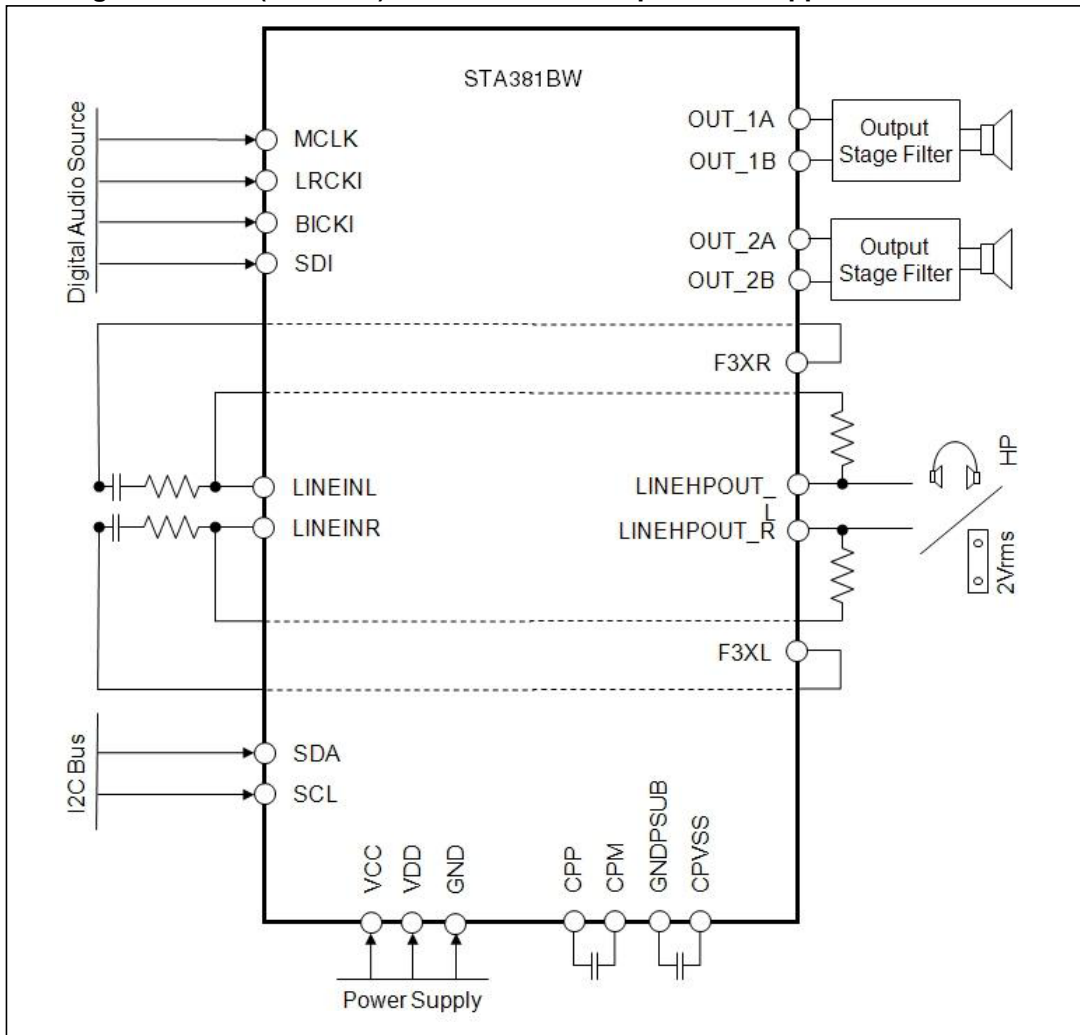 STA381BW
Digital Audio Source
MCLK
LRCKI
BICKI
SDI
OUT_1A
OUT_1B
Output
Stage Filter
OUT_2A
OUT_2B
Output
Stage Filter
F3XR
LINEINL
LINEINR
LINEHPOUT_
L
LINEHPOUT_R
HP
2Vrms
F3XL
I2C Bus
SDA
SCL
VCC
VDD
GND
CPP
CPM
GNDPSUB
CPVSS
Power Supply